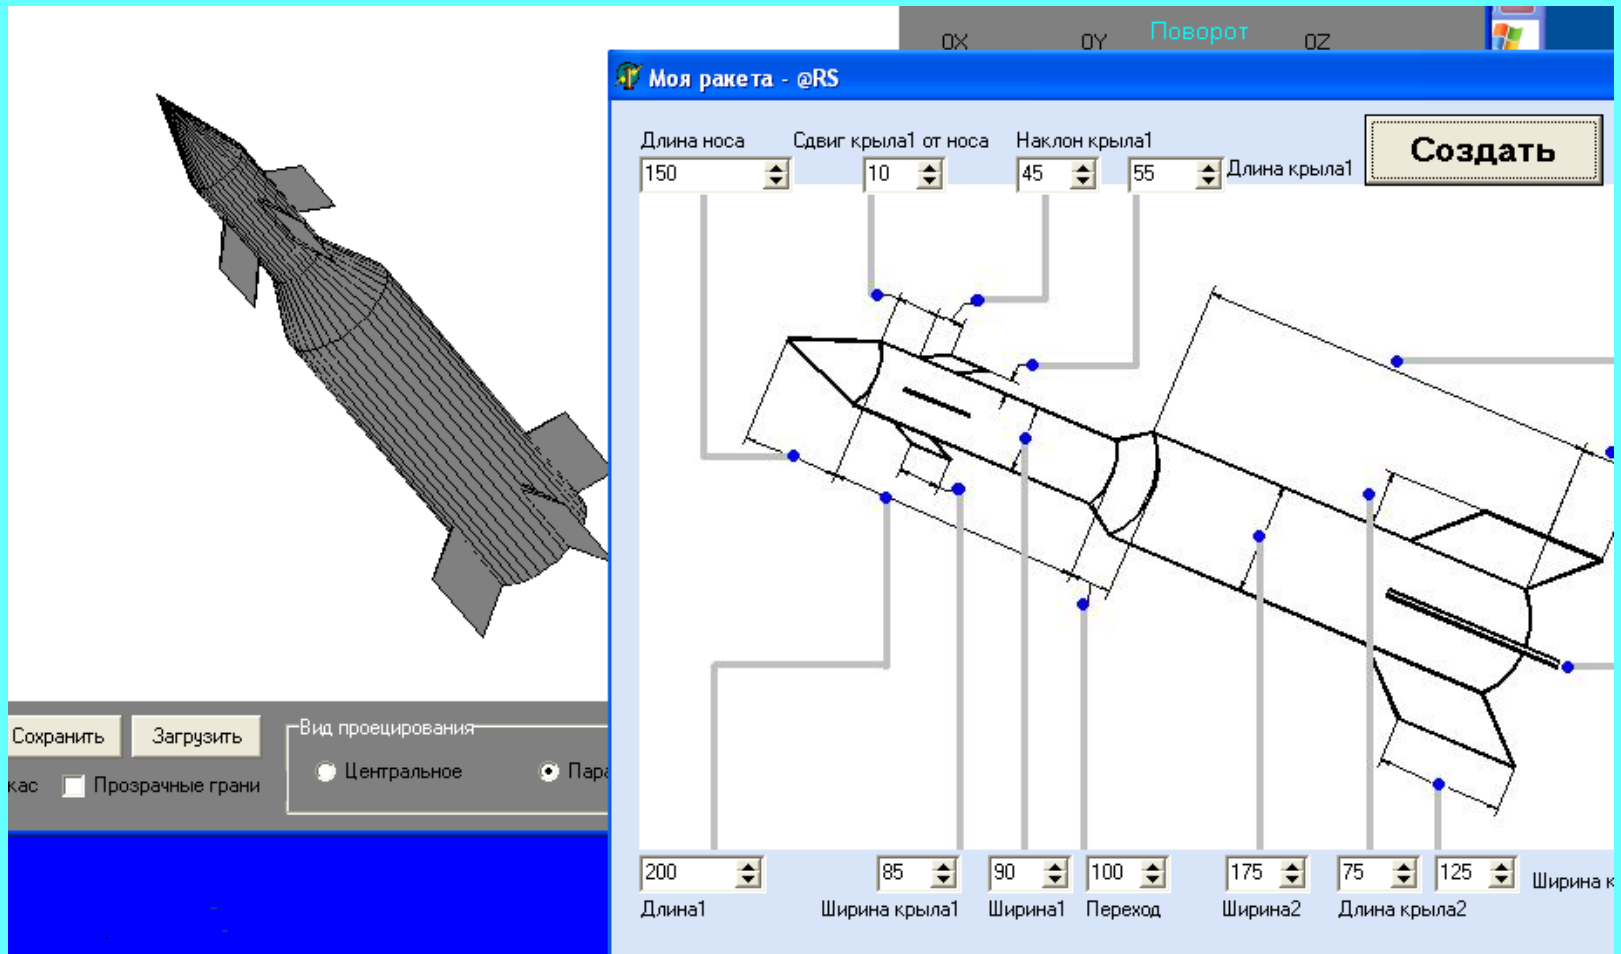 Поворот
0X 0Y 0Z
Моя ракета - @RS
Длина носа Сдвиг крыла1 от носа Наклон крыла1
150 10 45 55 Длина крыла1
Создать
Сохранить Загрузить
Вид проецирования
Центральное
Прозрачные грани
200 85 90 100 175 75 125
Ширина
Длина1 Ширина крыла1 Ширина1 Переход Ширина2 Длина крыла2